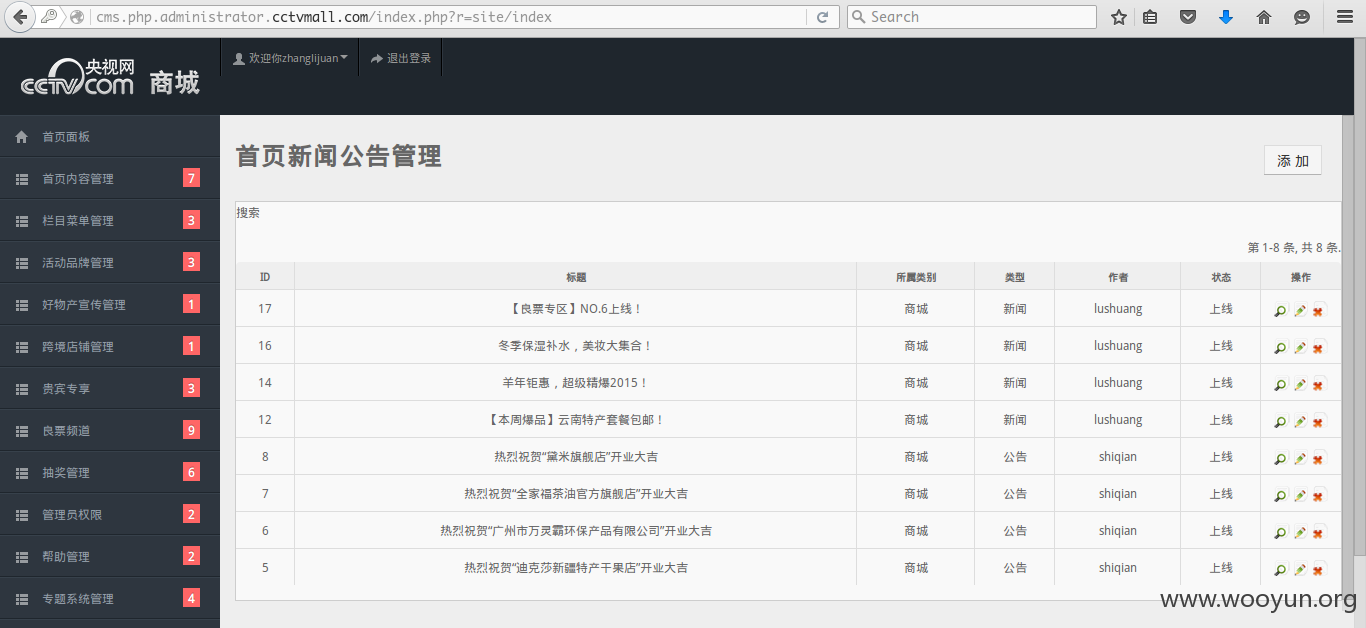 cms.php.administrator.cctvmall.com/index.php?r=site/index
Search
央视网
CCTV.com 商城
欢迎你zhanglijuan
退出登录
首页面板
首页内容管理 7
栏目菜单管理 3
活动品牌管理 3
好物产宣传管理 1
跨境店铺管理 1
贵宾专享 3
良票频道 9
抽奖管理 6
管理员权限 2
帮助管理 2
专题系统管理 4
首页新闻公告管理
添 加
搜索
第 1-8 条, 共 8 条.
ID 标题 所属类别 类型 作者 状态 操作
17 【良票专区】NO.6上线！ 商城 新闻 lushuang 上线
16 冬季保湿补水，美妆大集合！ 商城 新闻 lushuang 上线
14 羊年钜惠，超级精爆2015！ 商城 新闻 lushuang 上线
12 【本周爆品】云南特产套餐包邮！ 商城 新闻 lushuang 上线
8 热烈祝贺“黛米旗舰店”开业大吉 商城 公告 shiqian 上线
7 热烈祝贺“全家福茶油官方旗舰店”开业大吉 商城 公告 shiqian 上线
6 热烈祝贺“广州市万灵霸环保产品有限公司”开业大吉 商城 公告 shiqian 上线
5 热烈祝贺“迪克莎新疆特产干果店”开业大吉 商城 公告 shiqian 上线
www.wooyun.org